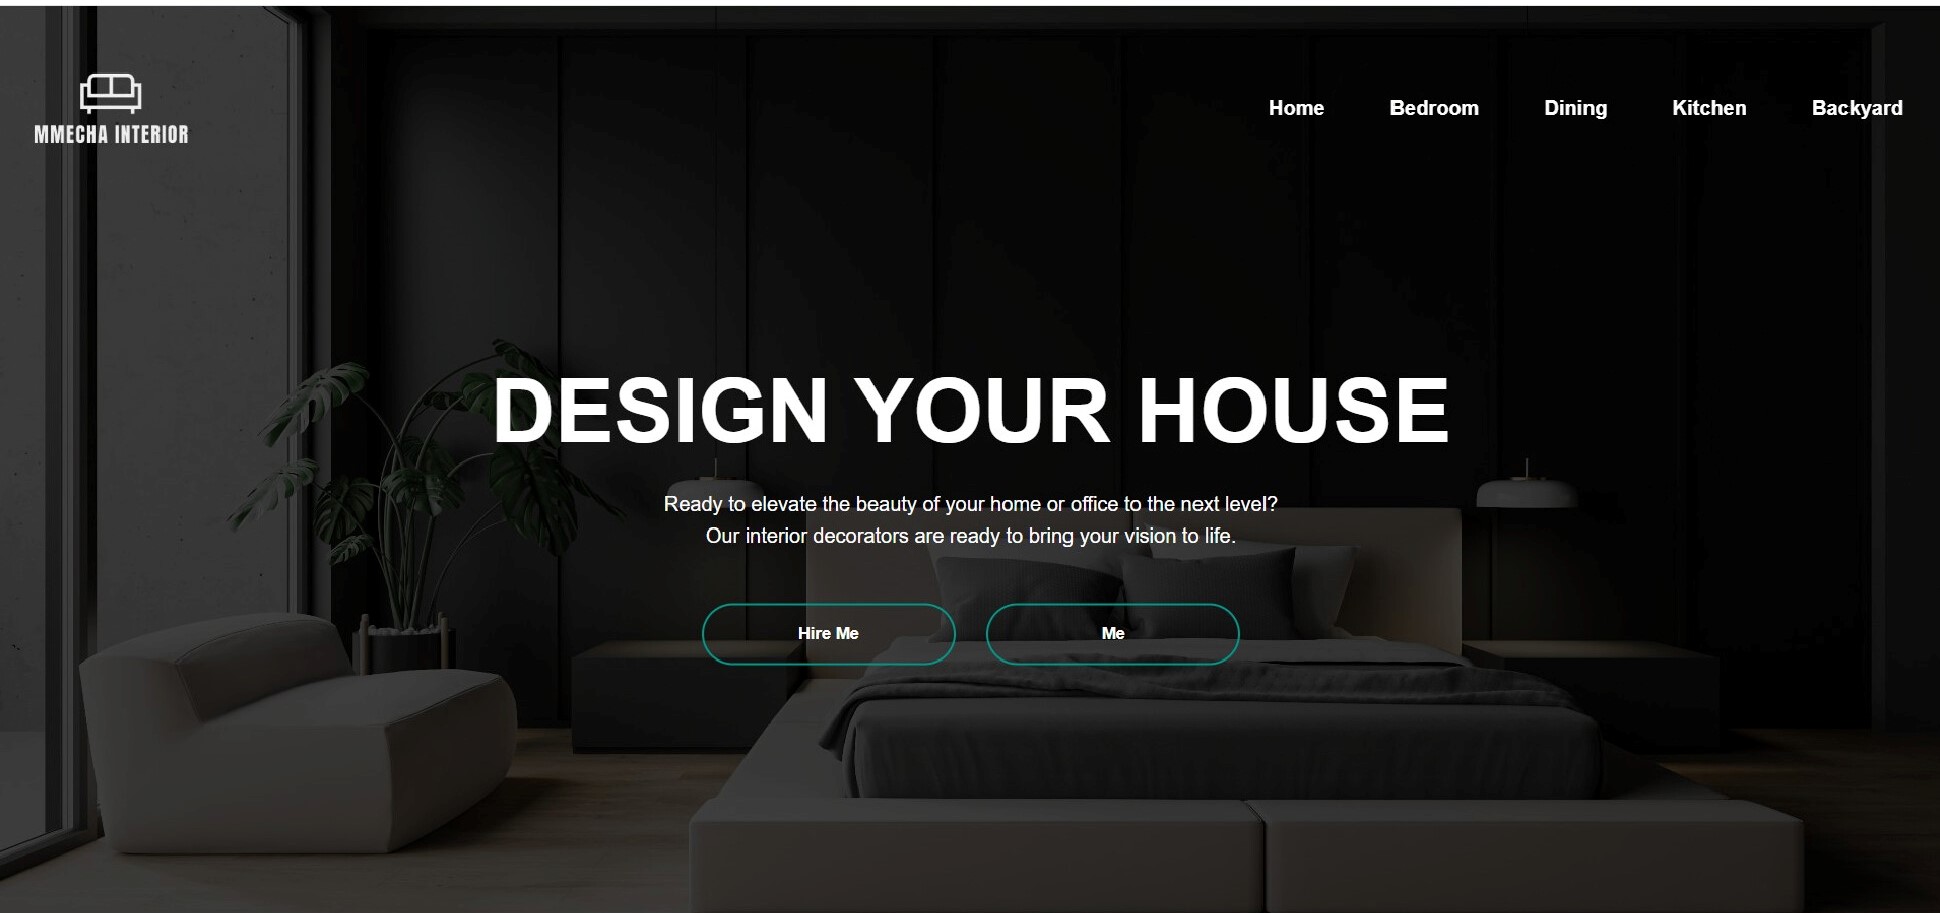 MMECHA INTERIOR
Home Bedroom Dining Kitchen Backyard
DESIGN YOUR HOUSE
Ready to elevate the beauty of your home or office to the next level?
Our interior decorators are ready to bring your vision to life.
Hire Me Me